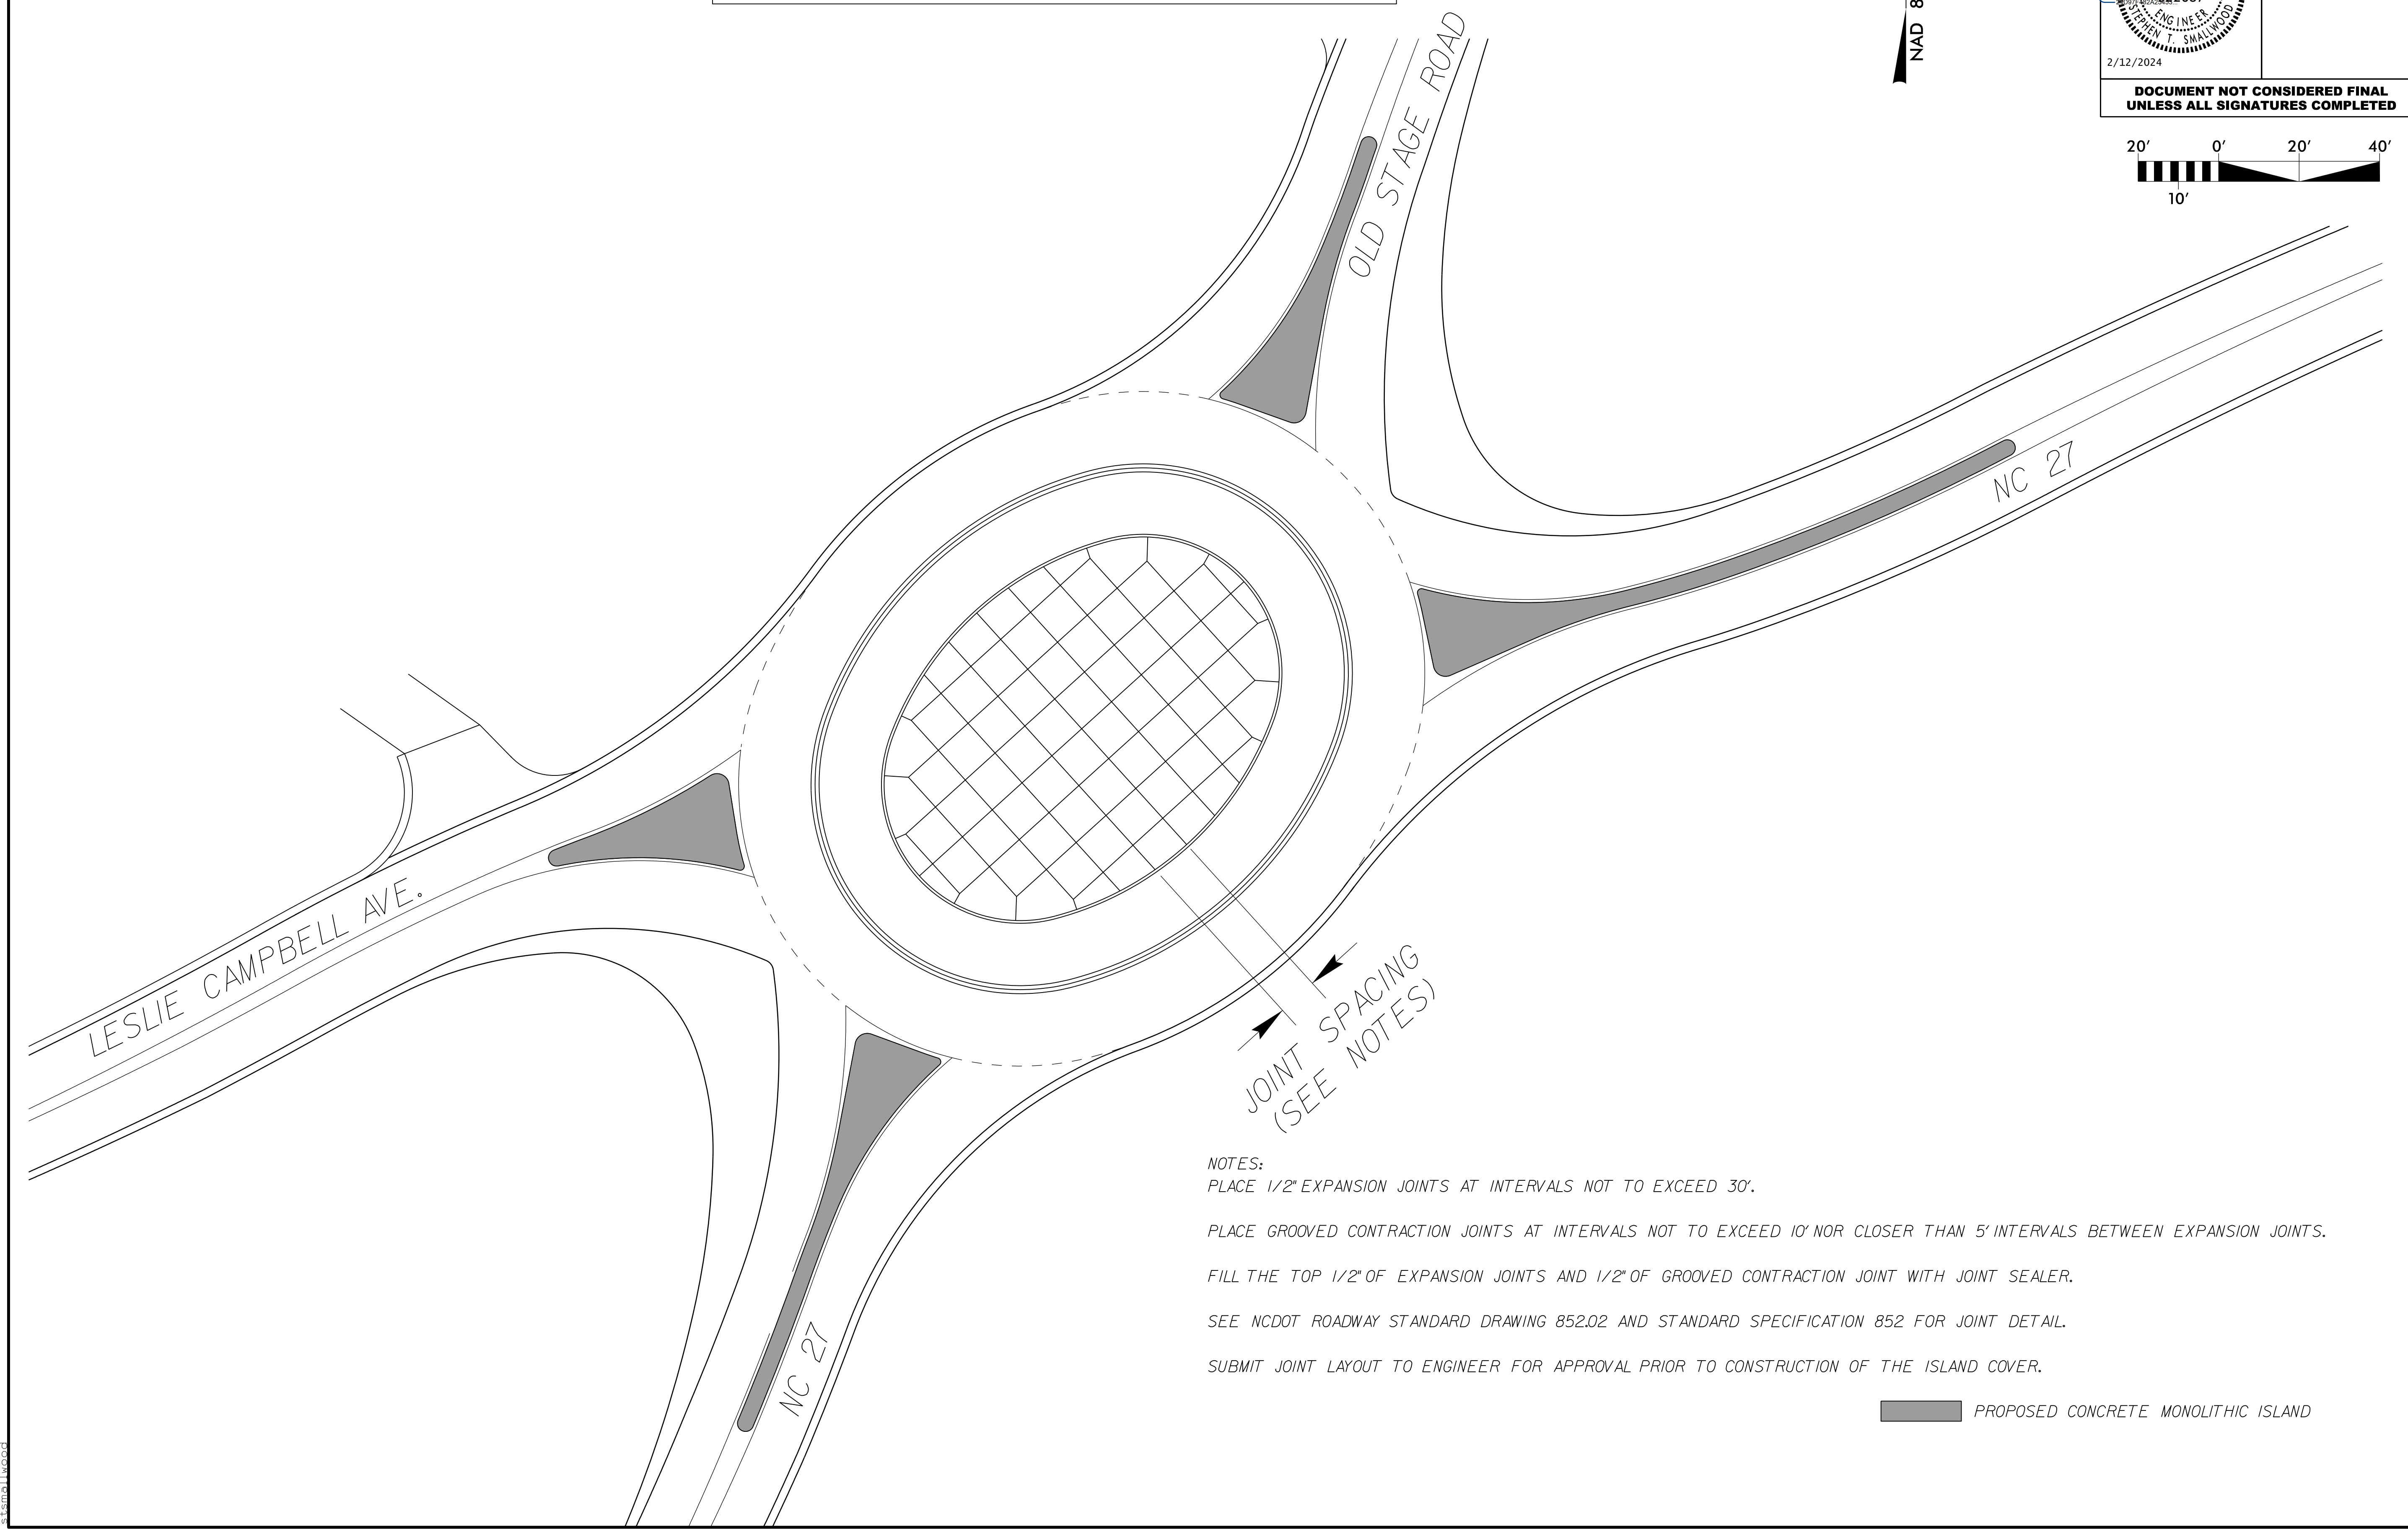 NAD 8
ENGINEER
STEPHEN T. SMALLWOOD
2/12/2024
DOCUMENT NOT CONSIDERED FINAL
UNLESS ALL SIGNATURES COMPLETED
20' 0' 20' 40'
10'
OLD STAGE ROAD
NC 27
LESLIE CAMPBELL AVE.
JOINT SPACING
(SEE NOTES)
NC 27
NOTES:
PLACE 1/2" EXPANSION JOINTS AT INTERVALS NOT TO EXCEED 30'.
PLACE GROOVED CONTRACTION JOINTS AT INTERVALS NOT TO EXCEED 10' NOR CLOSER THAN 5' INTERVALS BETWEEN EXPANSION JOINTS.
FILL THE TOP 1/2" OF EXPANSION JOINTS AND 1/2" OF GROOVED CONTRACTION JOINT WITH JOINT SEALER.
SEE NCDOT ROADWAY STANDARD DRAWING 852.02 AND STANDARD SPECIFICATION 852 FOR JOINT DETAIL.
SUBMIT JOINT LAYOUT TO ENGINEER FOR APPROVAL PRIOR TO CONSTRUCTION OF THE ISLAND COVER.
PROPOSED CONCRETE MONOLITHIC ISLAND
stsmallwood